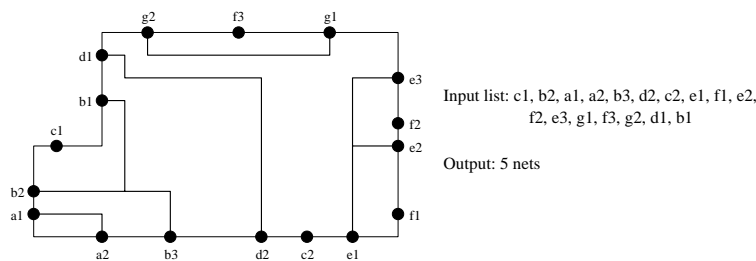 g2 f3 g1
d1
e3
b1
Input list: c1, b2, a1, a2, b3, d2, c2, e1, f1, e2,
f2, e3, g1, f3, g2, d1, b1
f2
c1
e2
Output: 5 nets
b2
a1
f1
a2 b3 d2 c2 e1